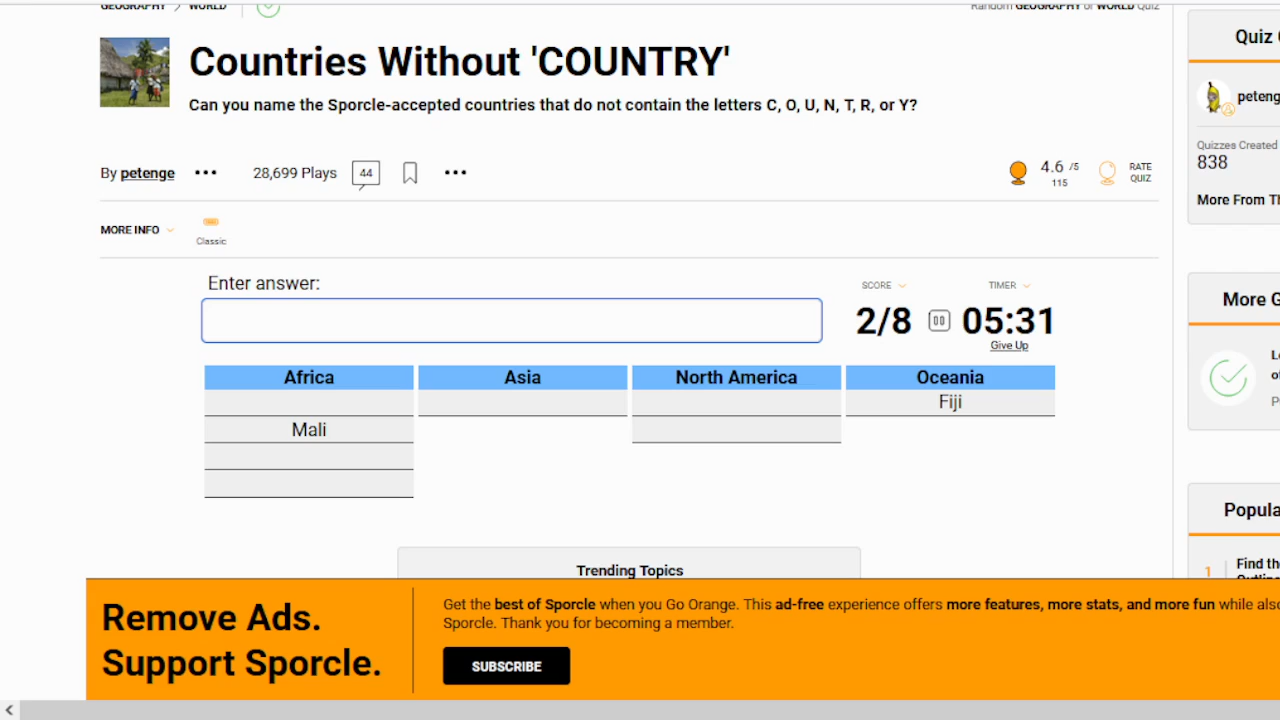 GEOGRAPHY / WORLD
Random GEOGRAPHY or WORLD Quiz
Countries Without 'COUNTRY'
Can you name the Sporcle-accepted countries that do not contain the letters C, O, U, N, T, R, or Y?
By petenge ••• 28,699 Plays 44 •••
4.6 /5
115
RATE
QUIZ
MORE INFO
Classic
Enter answer:
SCORE
TIMER
2/8 05:31
Give Up
Africa Asia North America Oceania
Fiji
Mali
Trending Topics
Quiz
peteng
Quizzes Created
838
More From Th
More G
Popula
1 Find th
Remove Ads.
Support Sporcle.
Get the best of Sporcle when you Go Orange. This ad-free experience offers more features, more stats, and more fun while also
Sporcle. Thank you for becoming a member.
SUBSCRIBE